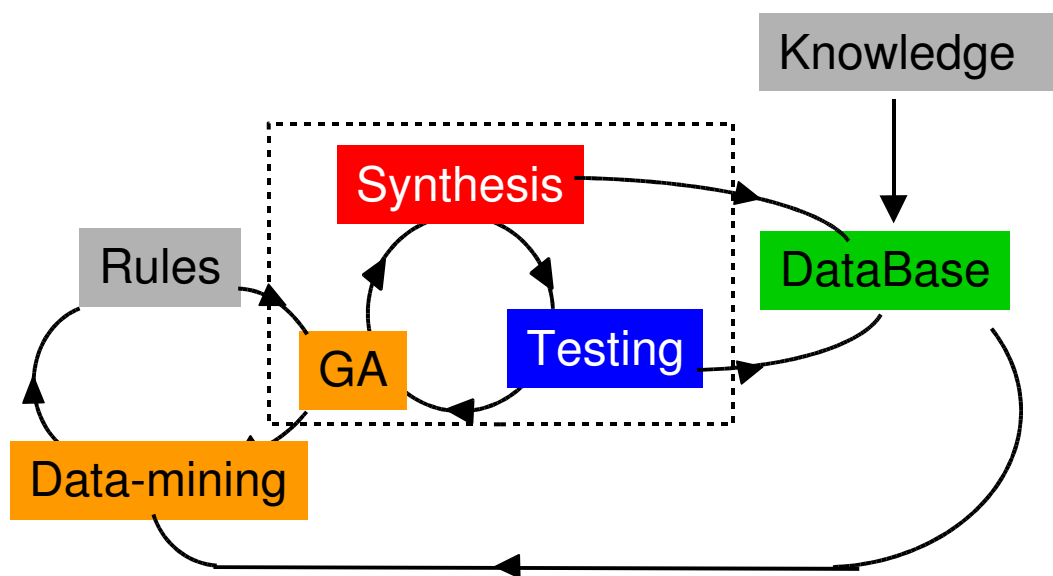 Knowledge
Synthesis
Rules
DataBase
GA
Testing
Data-mining